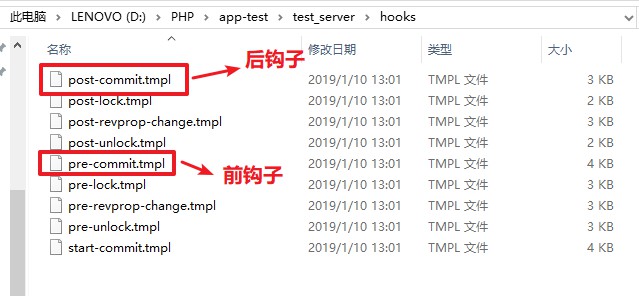 此电脑 > LENOVO (D:) > PHP > app-test > test_server > hooks
名称 修改日期 类型 大小
post-commit.tmpl 2019/1/10 13:01 TMPL 文件 3 KB
后钩子
post-lock.tmpl 2019/1/10 13:01 TMPL 文件 2 KB
post-revprop-change.tmpl 2019/1/10 13:01 TMPL 文件 3 KB
post-unlock.tmpl 2019/1/10 13:01 TMPL 文件 2 KB
pre-commit.tmpl 2019/1/10 13:01 TMPL 文件 4 KB
前钩子
pre-lock.tmpl 2019/1/10 13:01 TMPL 文件 3 KB
pre-revprop-change.tmpl 2019/1/10 13:01 TMPL 文件 3 KB
pre-unlock.tmpl 2019/1/10 13:01 TMPL 文件 3 KB
start-commit.tmpl 2019/1/10 13:01 TMPL 文件 4 KB